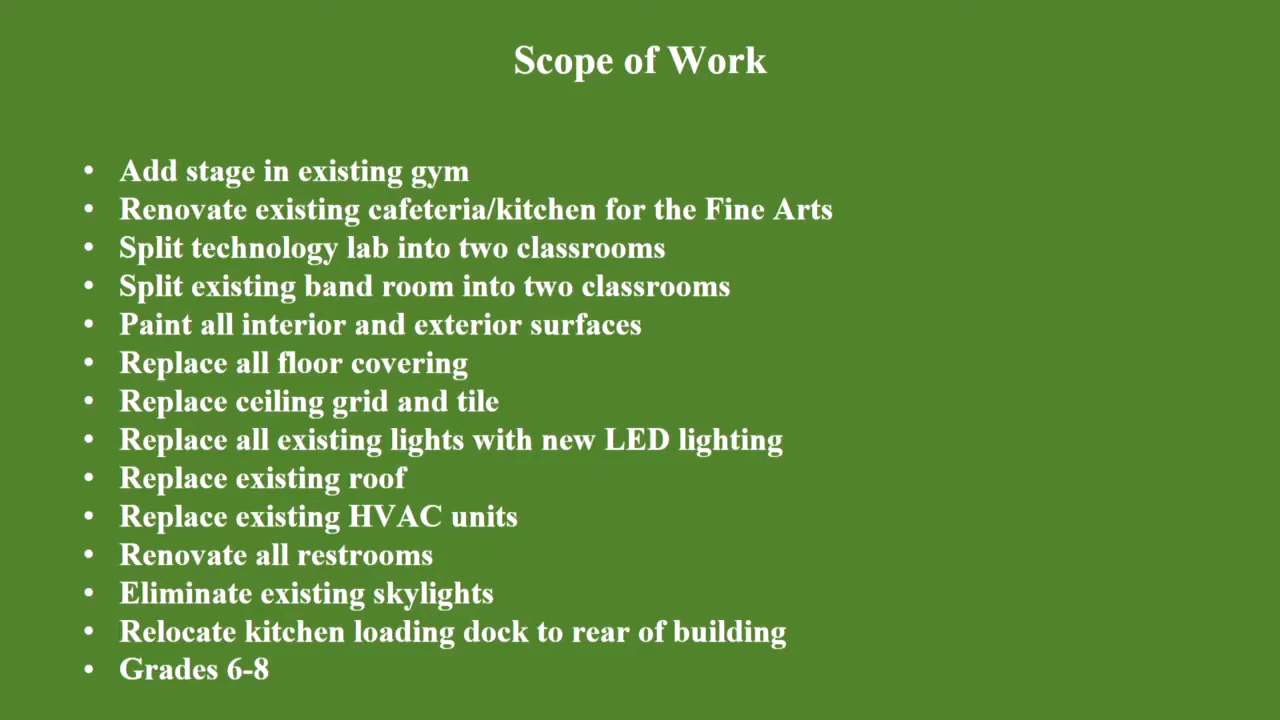 Scope of Work
• Add stage in existing gym
• Renovate existing cafeteria/kitchen for the Fine Arts
• Split technology lab into two classrooms
• Split existing band room into two classrooms
• Paint all interior and exterior surfaces
• Replace all floor covering
• Replace ceiling grid and tile
• Replace all existing lights with new LED lighting
• Replace existing roof
• Replace existing HVAC units
• Renovate all restrooms
• Eliminate existing skylights
• Relocate kitchen loading dock to rear of building
• Grades 6-8